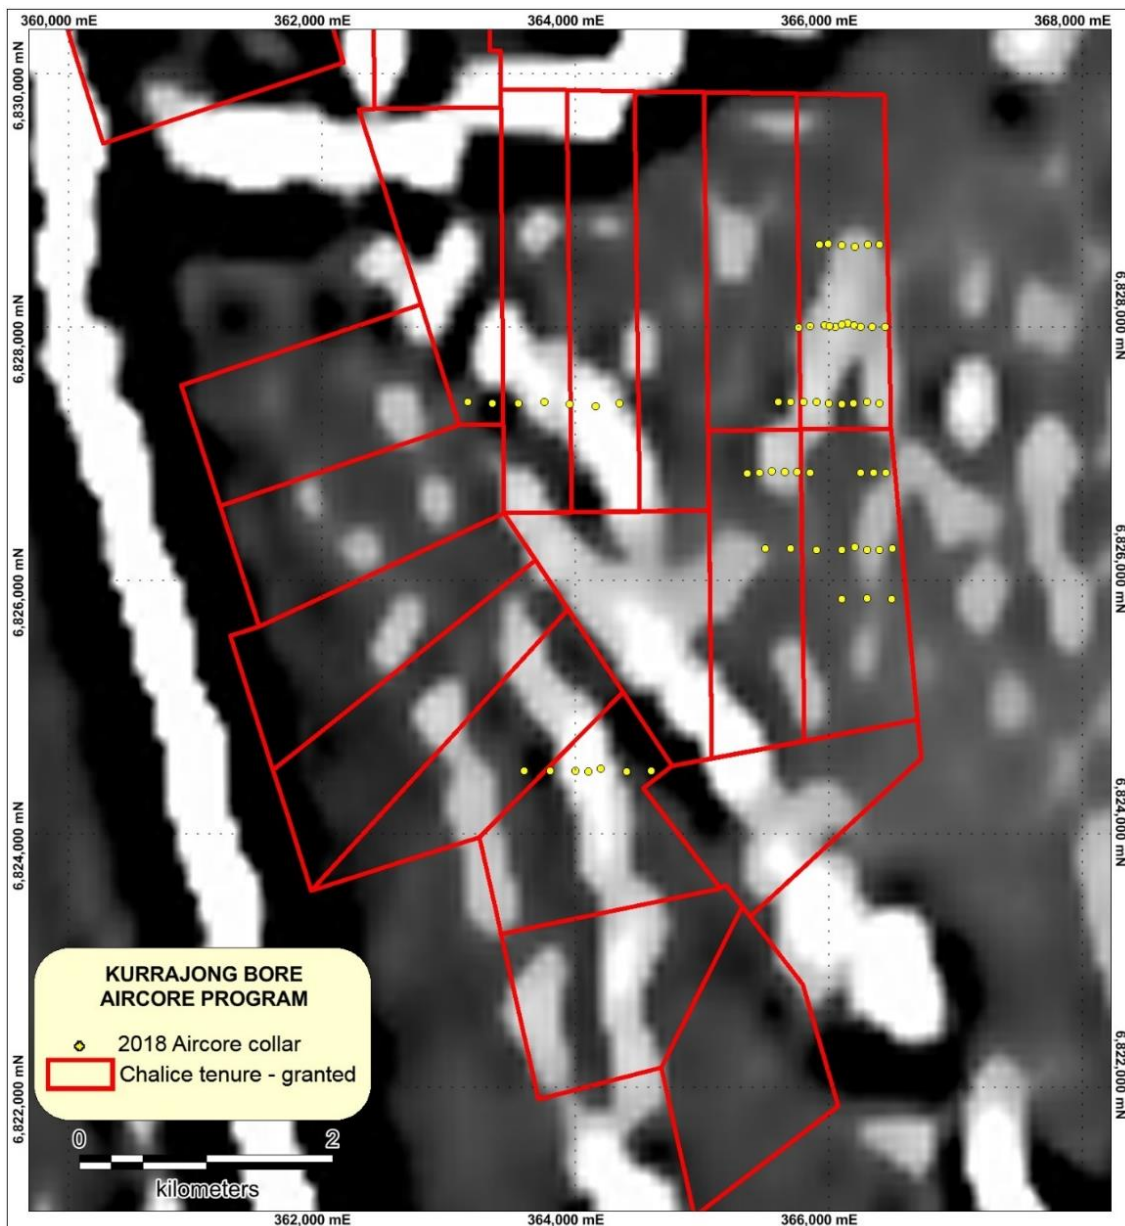 360,000 mE
362,000 mE
364,000 mE
366,000 mE
368,000 mE
6,830,000 mN
6,828,000 mN
6,828,000 mN
6,826,000 mN
6,826,000 mN
6,824,000 mN
6,824,000 mN
6,822,000 mN
6,822,000 mN
KURRAJONG BORE
AIRCORE PROGRAM
2018 Aircore collar
Chalice tenure - granted
0 2
kilometers
362,000 mE
364,000 mE
366,000 mE